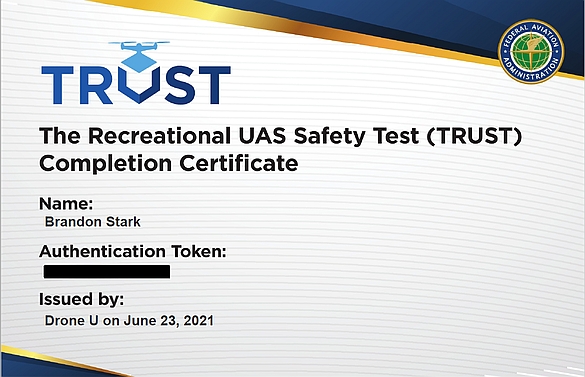 FEDERAL AVIATION
ADMINISTRATION
TRUST
The Recreational UAS Safety Test (TRUST)
Completion Certificate
Name:
Brandon Stark
Authentication Token:
Issued by:
Drone U on June 23, 2021